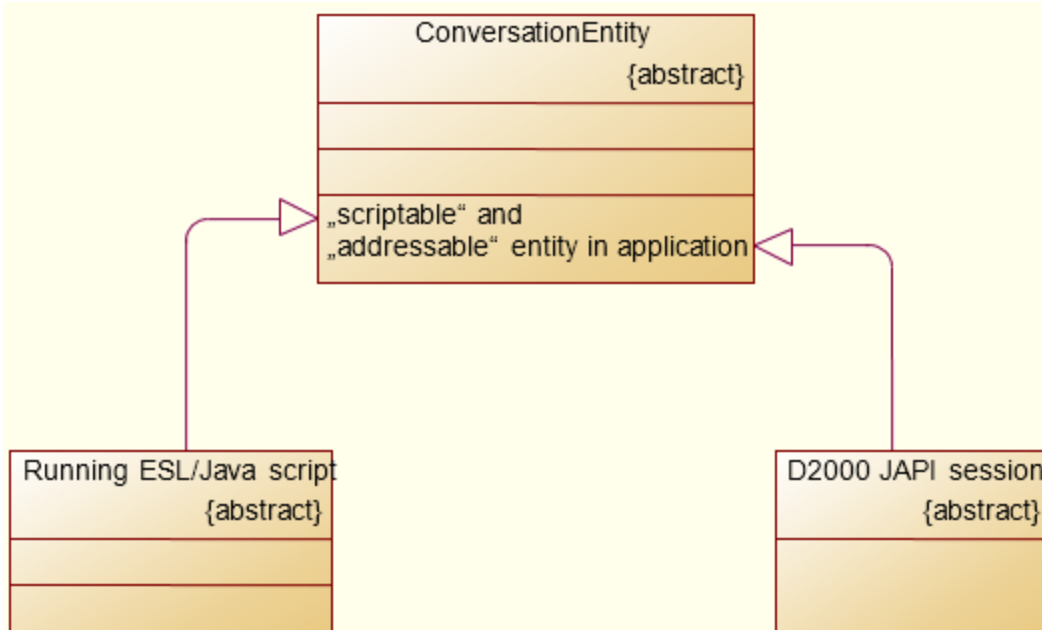 ConversationEntity
{abstract}
„scriptable“ and
„addressable“ entity in application
Running ESL/Java script
{abstract}
D2000 JAPI session
{abstract}